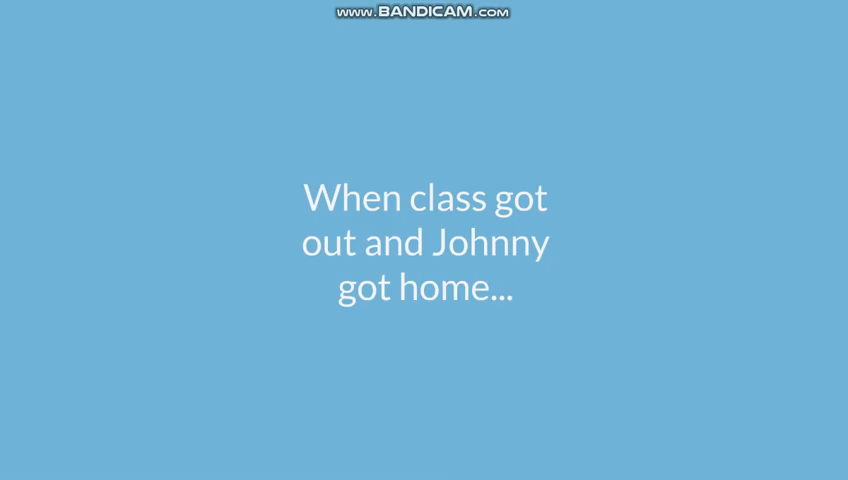 www.BANDICAM.com
When class got
out and Johnny
got home...